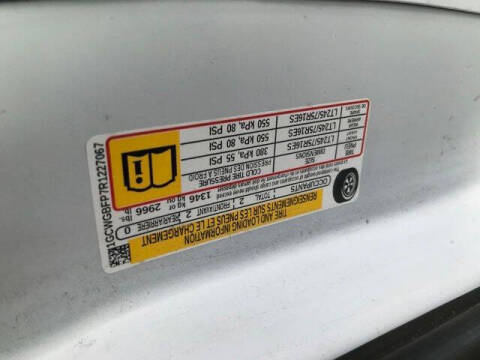 TIRE AND LOADING INFORMATION
RENSEIGNEMENTS SUR LES PNEUS ET LE CHARGEMENT
OCCUPANTS TOTAL 2 FRONT/AVANT 2 REAR/ARRIÈRE 0
1346 kg or 2966 lbs.
TIRE PNEU SIZE DIMENSIONS COLD TIRE PRESSURE PRESSION DES PNEUS À FROID
LT245/75R16ES 380 kPa, 55 PSI
LT245/75R16ES 550 kPa, 80 PSI
LT245/75R16ES 550 kPa, 80 PSI
1GCWGBFP7R1227067